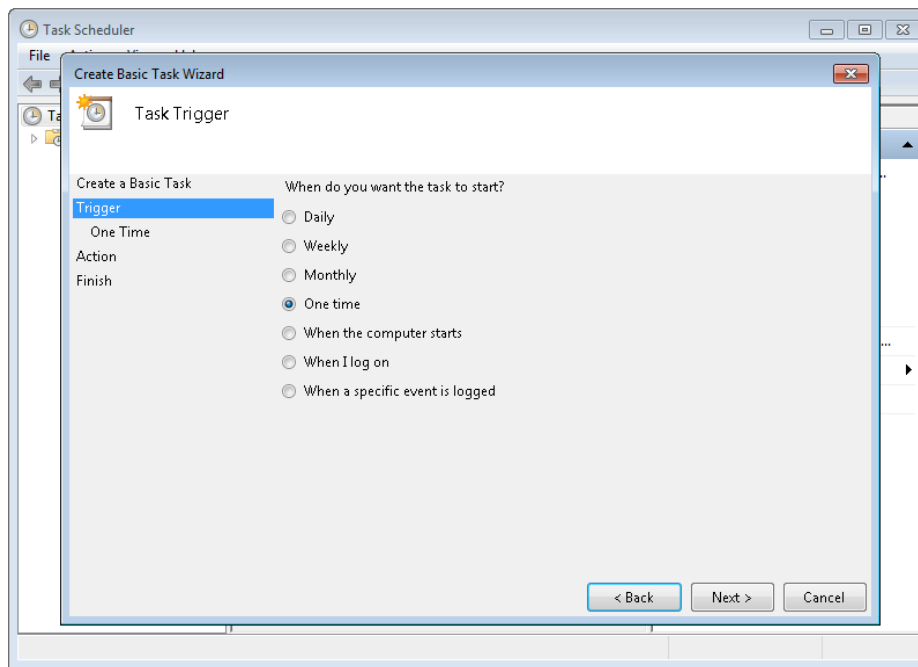 Task Scheduler
File
Create Basic Task Wizard
Task Trigger
Create a Basic Task
Trigger
One Time
Action
Finish
When do you want the task to start?
Daily
Weekly
Monthly
One time
When the computer starts
When I log on
When a specific event is logged
< Back
Next >
Cancel